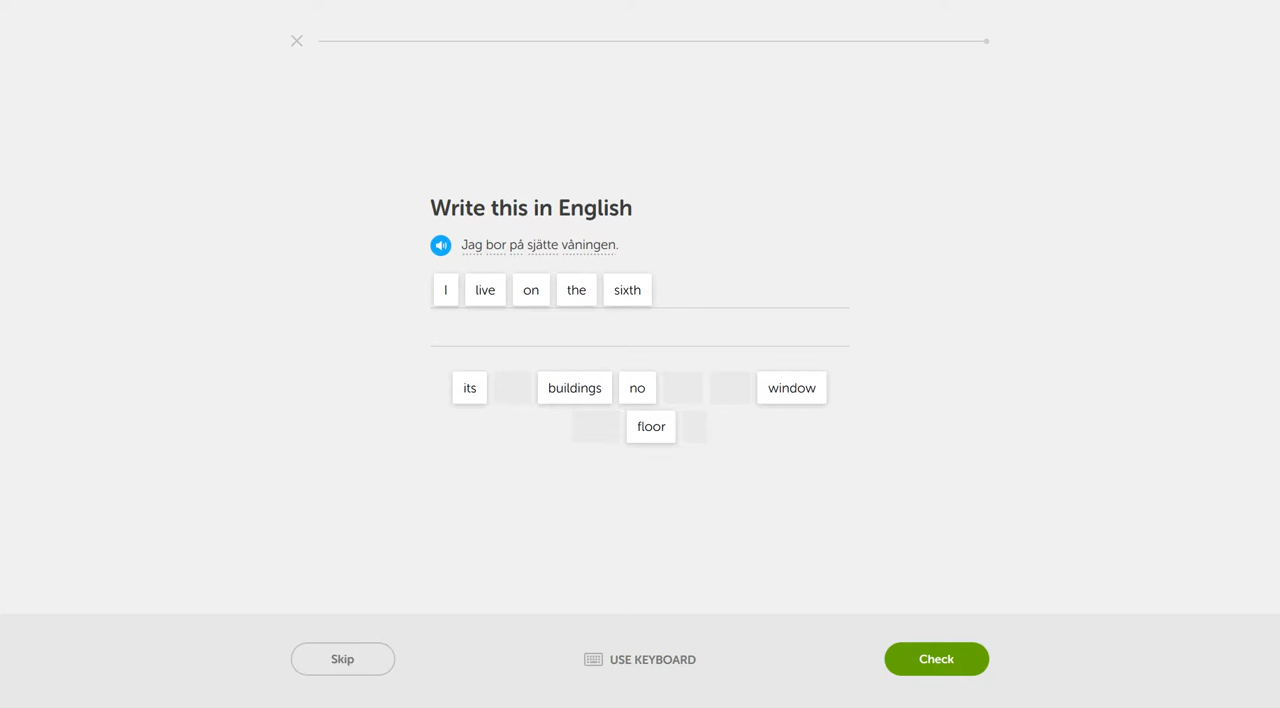 Write this in English
Jag bor på sjätte våningen.
I live on the sixth
its buildings no window
floor
Skip USE KEYBOARD Check